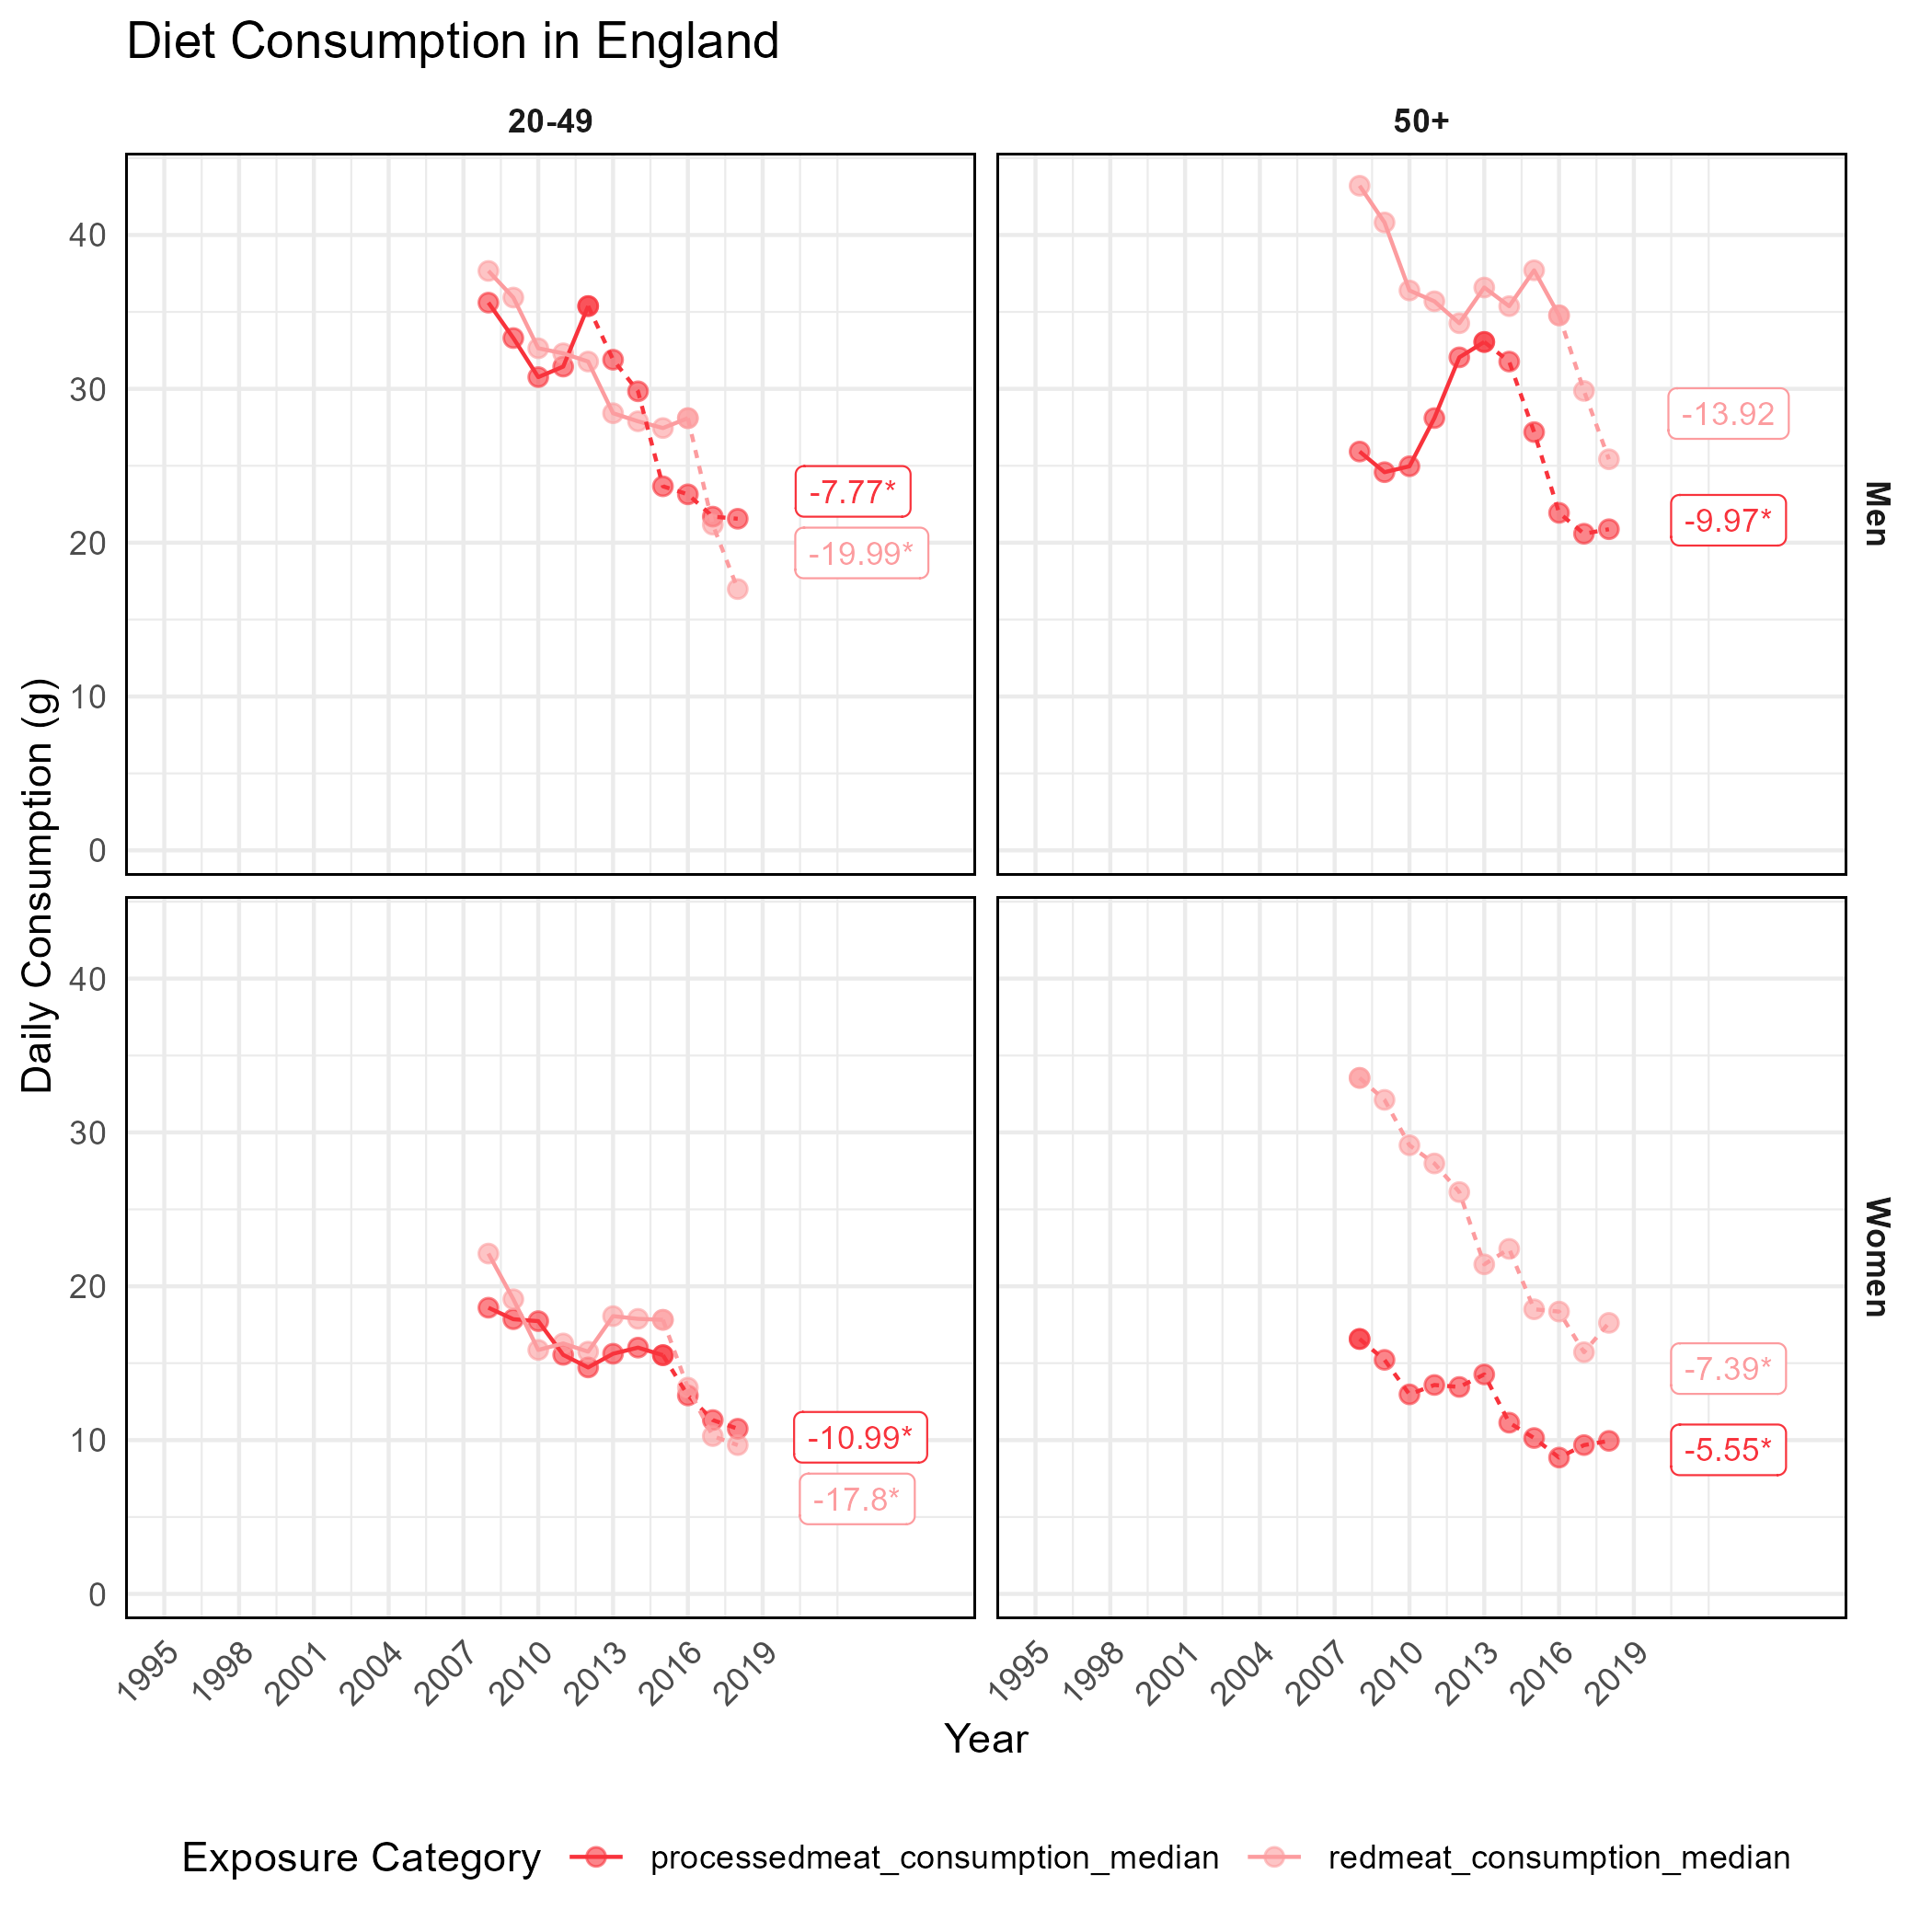 Diet Consumption in England
20-49
50+
40
30
20
10
0
-7.77*
-19.99*
-13.92
-9.97*
Men
Daily Consumption (g)
40
30
20
10
0
-10.99*
-17.8*
-7.39*
-5.55*
Women
1995 1998 2001 2004 2007 2010 2013 2016 2019
1995 1998 2001 2004 2007 2010 2013 2016 2019
Year
Exposure Category processedmeat_consumption_median redmeat_consumption_median